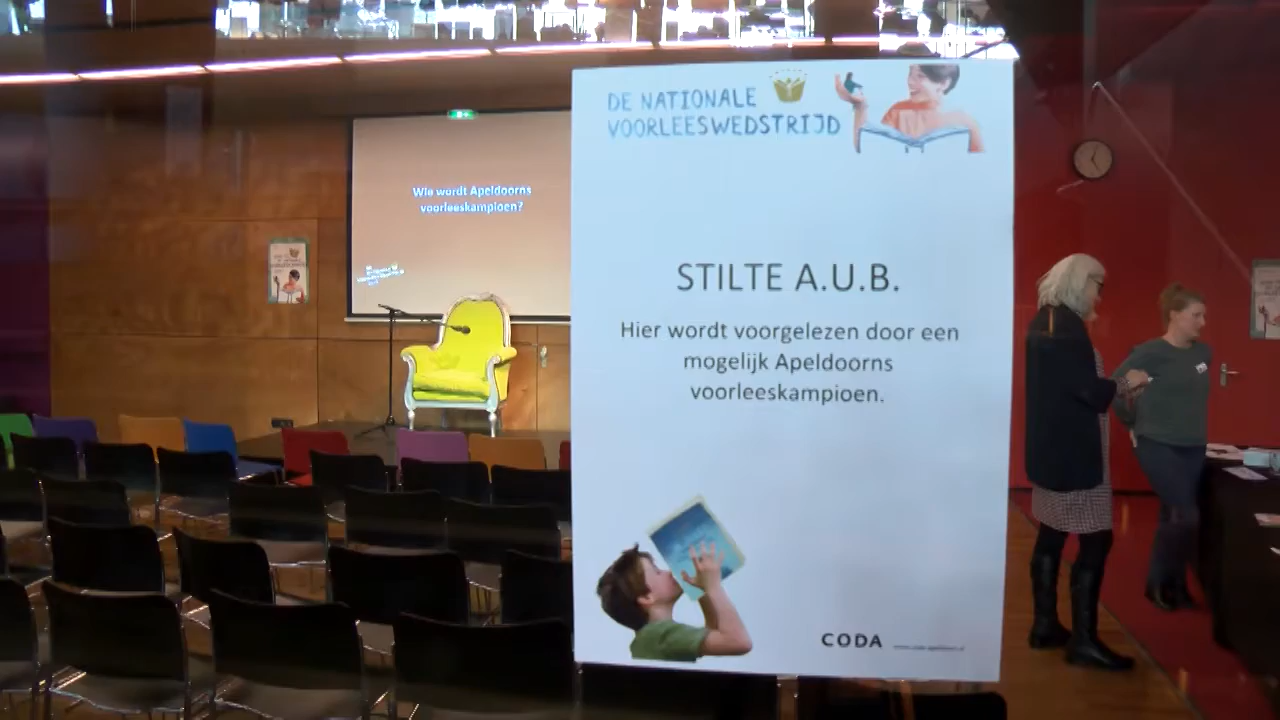 Wie wordt Apeldoorns
voorleeskampioen?
DE NATIONALE
VOORLEESWEDSTRIJD
STILTE A.U.B.
Hier wordt voorgelezen door een
mogelijk Apeldoorns
voorleeskampioen.
CODA